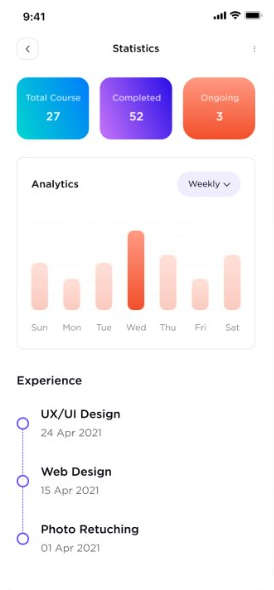 9:41
Statistics
Total Course
27
Completed
52
Ongoing
3
Analytics
Weekly
Sun Mon Tue Wed Thu Fri Sat
Experience
UX/UI Design
24 Apr 2021
Web Design
15 Apr 2021
Photo Retuching
01 Apr 2021